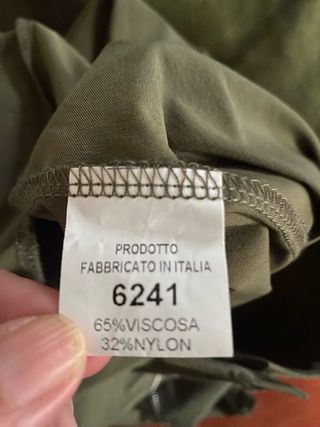 PRODOTTO
FABBRICATO IN ITALIA
6241
65%VISCOSA
32%NYLON